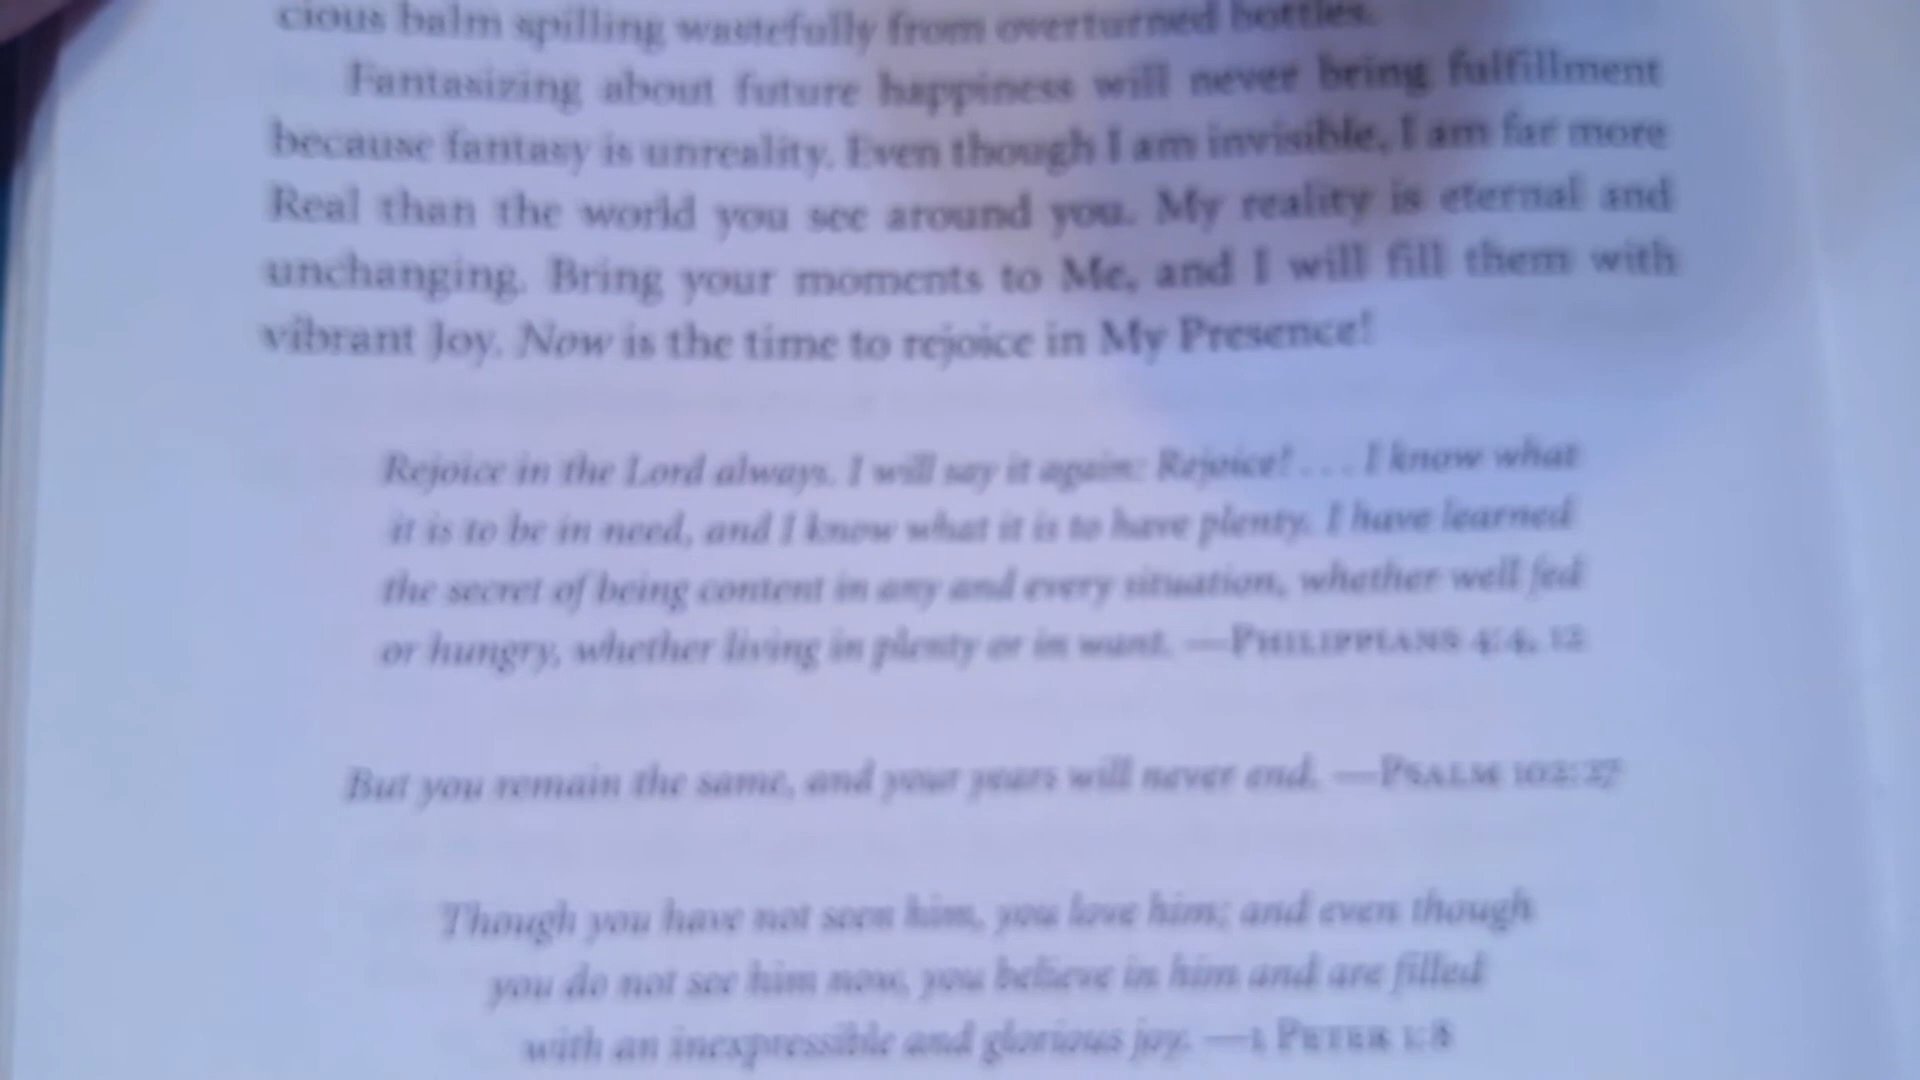 cious balm spilling wastefully from overturned bottles.
Fantasizing about future happiness will never bring fulfillment
because fantasy is unreality. Even though I am invisible, I am far more
Real than the world you see around you. My reality is eternal and
unchanging. Bring your moments to Me, and I will fill them with
vibrant Joy. Now is the time to rejoice in My Presence!
Rejoice in the Lord always. I will say it again: Rejoice! . . . I know what
it is to be in need, and I know what it is to have plenty. I have learned
the secret of being content in any and every situation, whether well fed
or hungry, whether living in plenty or in want. —PHILIPPIANS 4:4, 12
But you remain the same, and your years will never end. —PSALM 102:27
Though you have not seen him, you love him; and even though
you do not see him now, you believe in him and are filled
with an inexpressible and glorious joy. —1 PETER 1:8